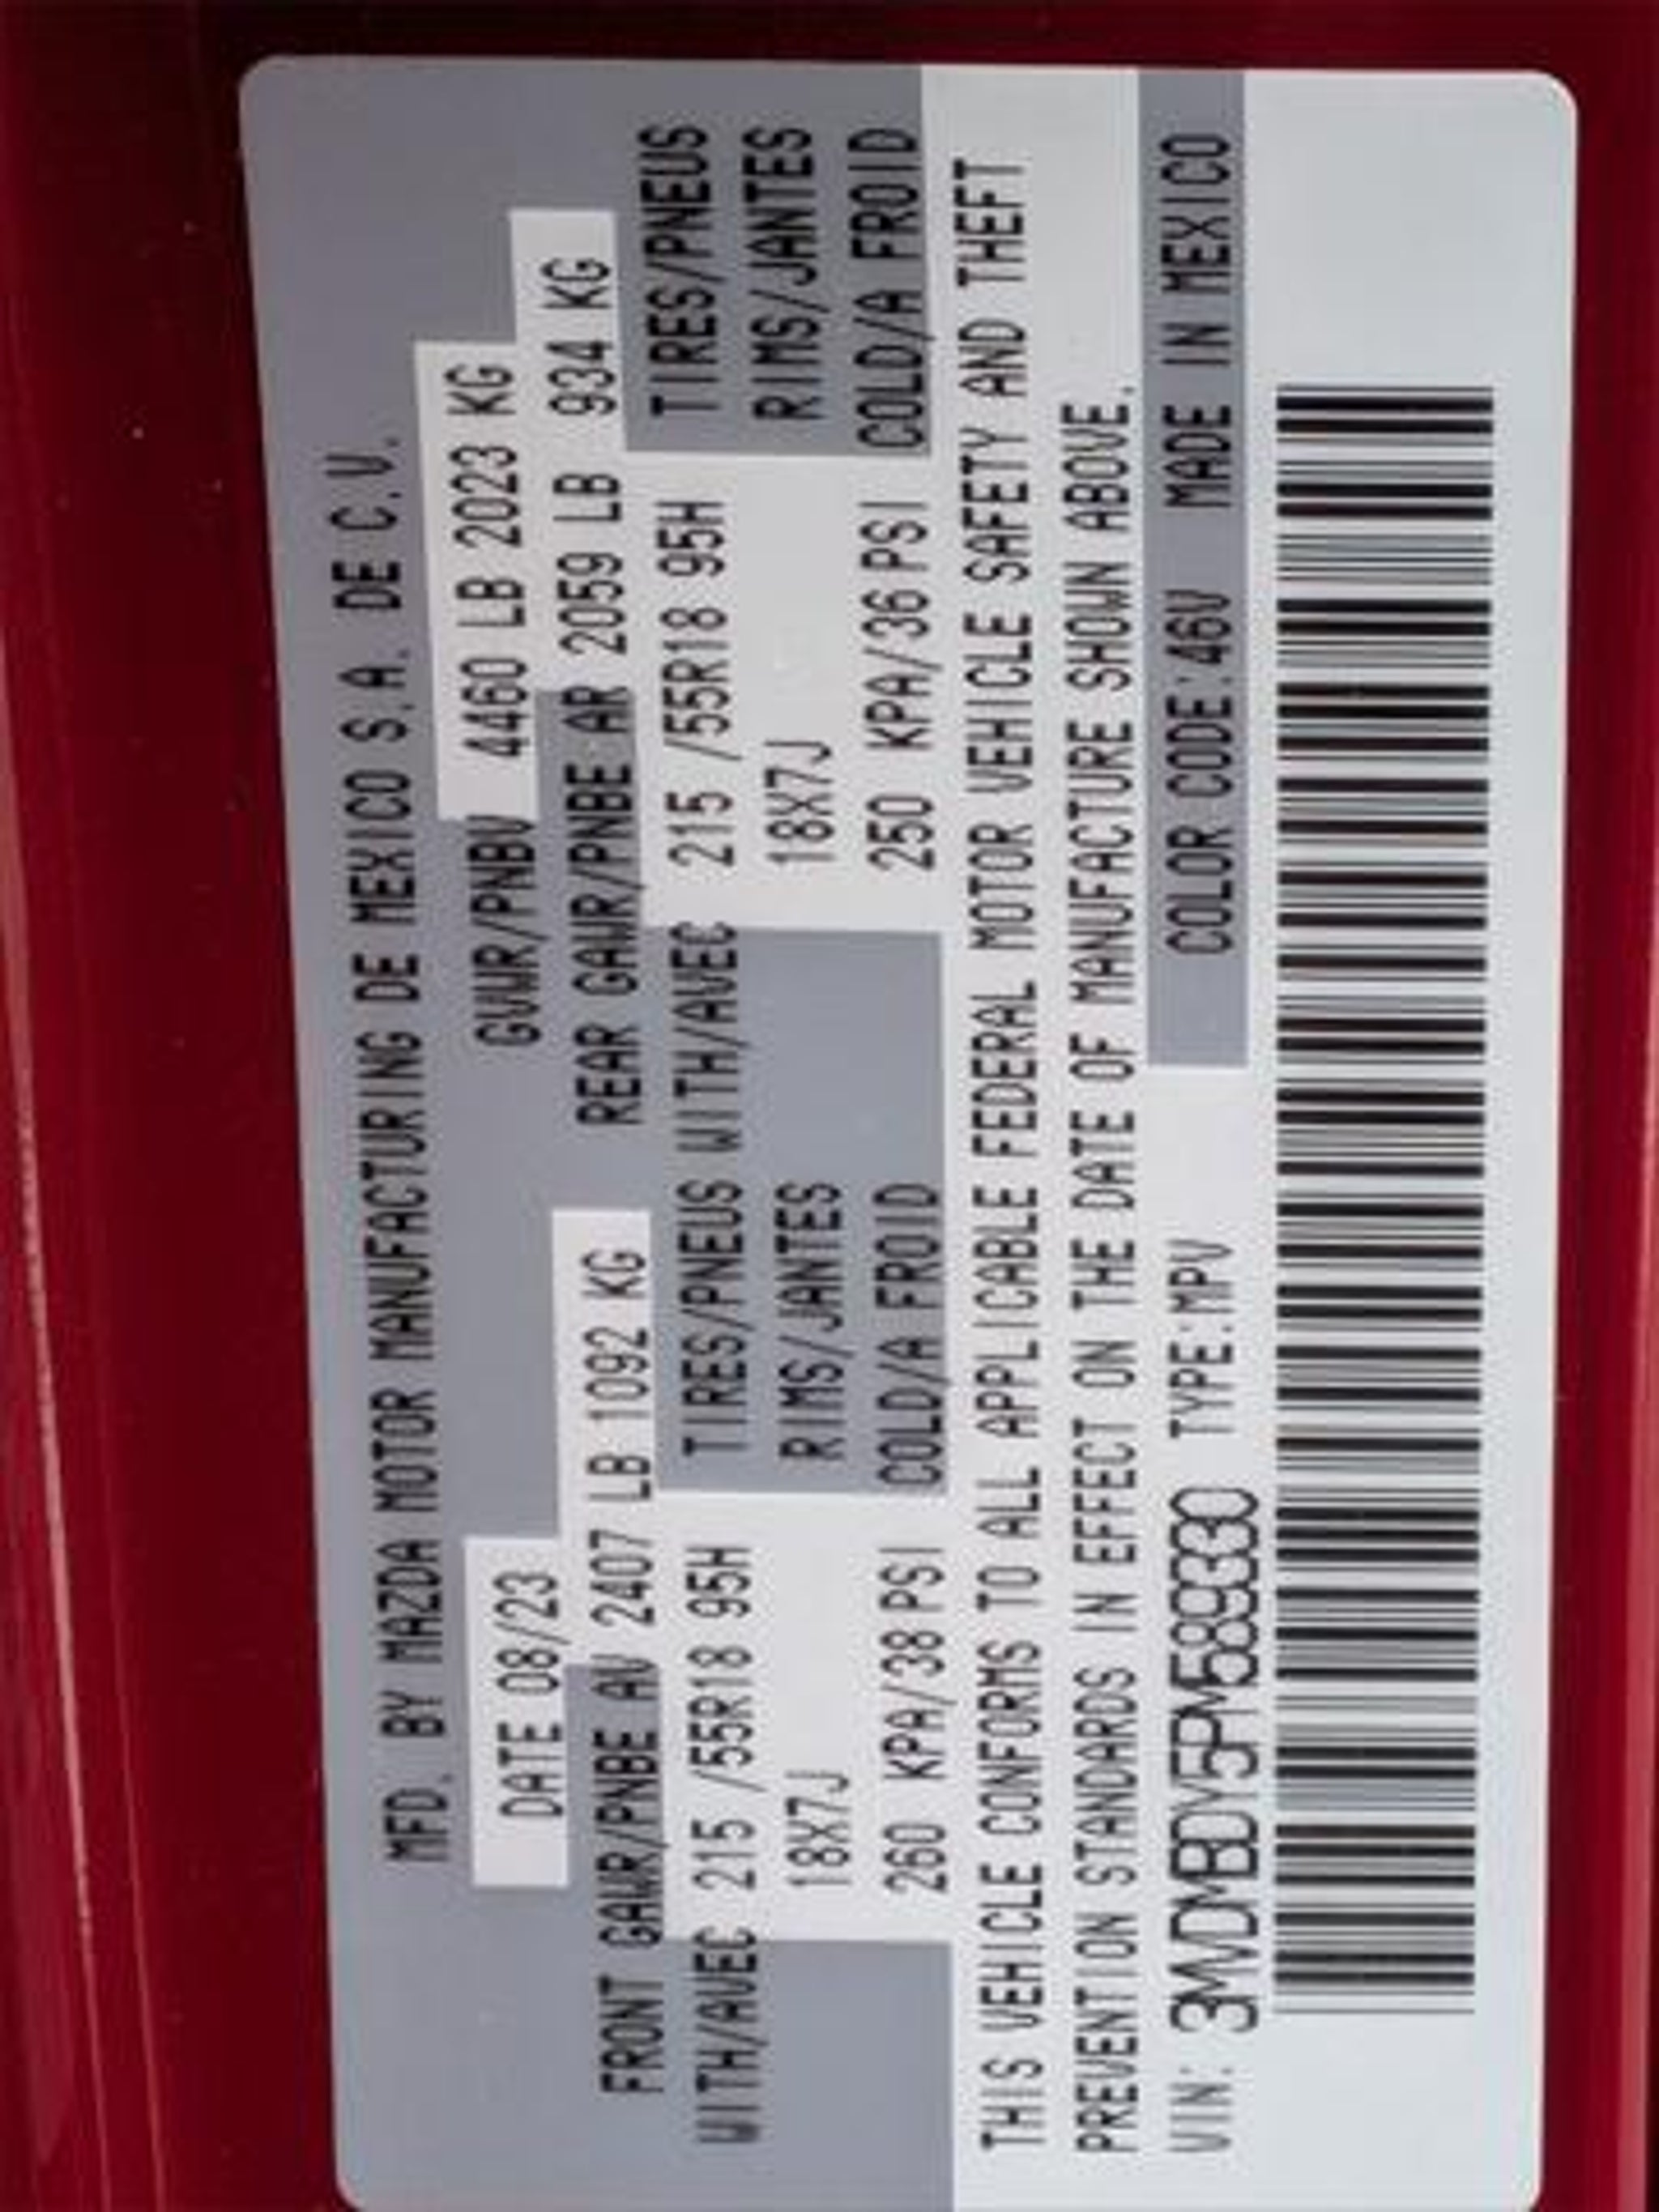 MFD. BY MAZDA MOTOR MANUFACTURING DE MEXICO S.A. DE C.V.
DATE 08/23 GVWR/PNBV 4460 LB 2023 KG
FRONT GAWR/PNBE AV 2407 LB 1092 KG REAR GAWR/PNBE AR 2059 LB 934 KG
WITH/AVEC 215 /55R18 95H TIRES/PNEUS WITH/AVEC 215 /55R18 95H TIRES/PNEUS
18X7J RIMS/JANTES 18X7J RIMS/JANTES
260 KPA/38 PSI COLD/A FROID 250 KPA/36 PSI COLD/A FROID
THIS VEHICLE CONFORMS TO ALL APPLICABLE FEDERAL MOTOR VEHICLE SAFETY AND THEFT
PREVENTION STANDARDS IN EFFECT ON THE DATE OF MANUFACTURE SHOWN ABOVE.
VIN: 3MVDMBDY5PM589330 TYPE:MPV COLOR CODE:46V MADE IN MEXICO